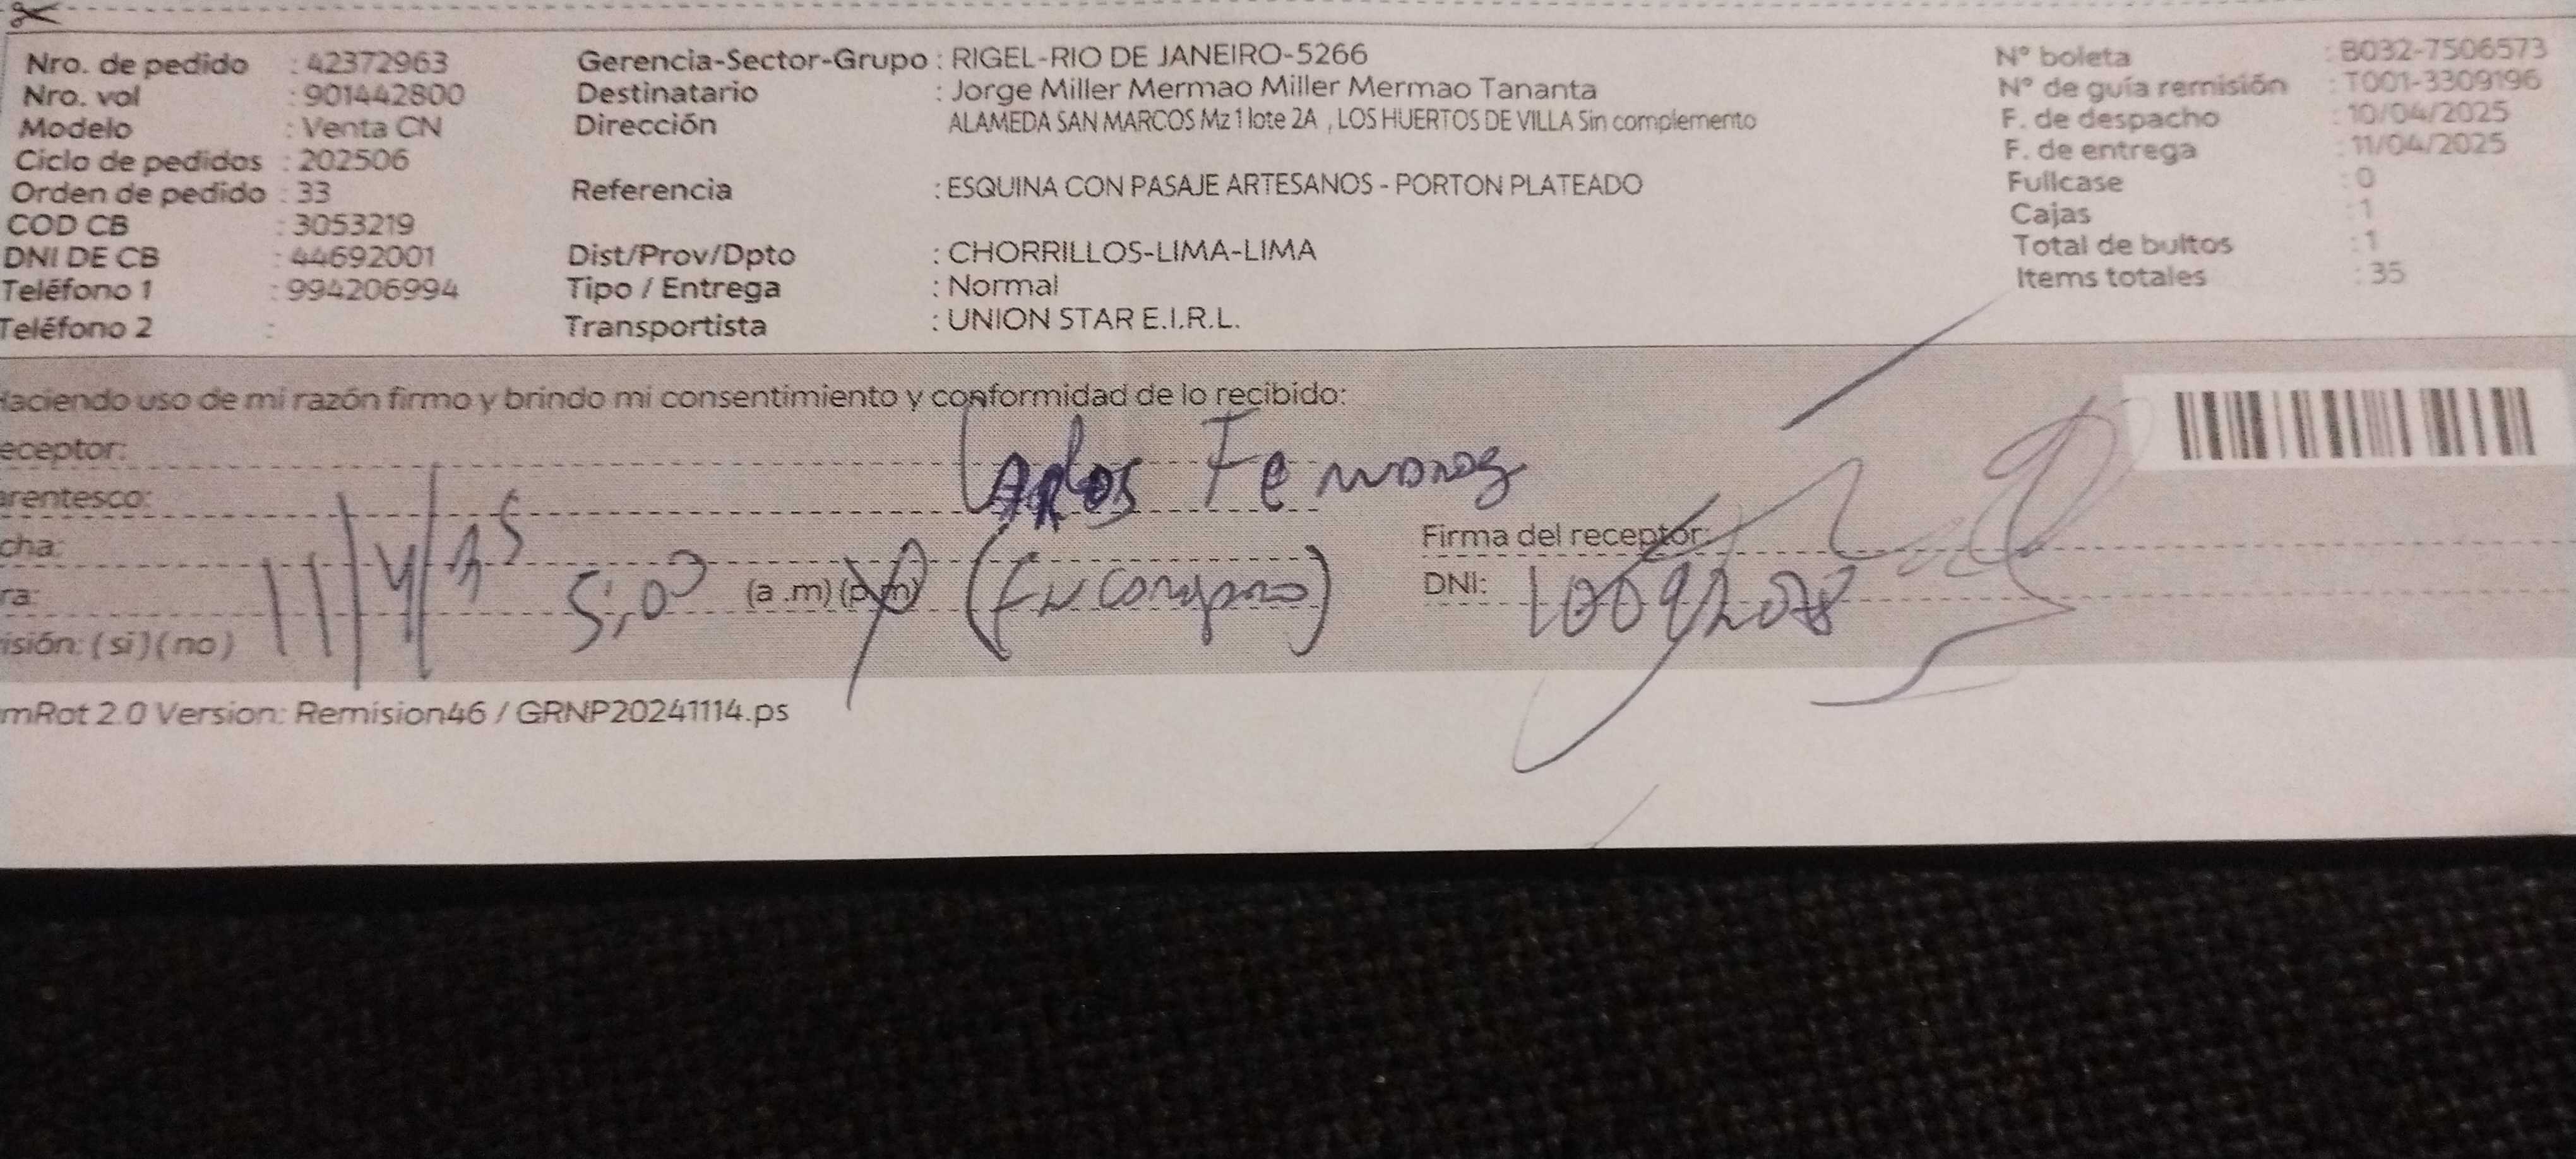 Nro. de pedido : 42372963 Gerencia-Sector-Grupo : RIGEL-RIO DE JANEIRO-5266 N° boleta : B032-7506573
Nro. vol : 901442800 Destinatario : Jorge Miller Mermao Miller Mermao Tananta N° de guía remisión : T001-3309196
Modelo : Venta CN Dirección ALAMEDA SAN MARCOS Mz 1 lote 2A , LOS HUERTOS DE VILLA Sin complemento F. de despacho : 10/04/2025
Ciclo de pedidos : 202506 F. de entrega : 11/04/2025
Orden de pedido : 33 Referencia : ESQUINA CON PASAJE ARTESANOS - PORTON PLATEADO Fullcase : 0
COD CB : 3053219 Cajas : 1
DNI DE CB : 44692001 Dist/Prov/Dpto : CHORRILLOS-LIMA-LIMA Total de bultos : 1
Teléfono 1 : 994206994 Tipo / Entrega : Normal Items totales : 35
Teléfono 2 : Transportista : UNION STAR E.I.R.L.
Haciendo uso de mi razón firmo y brindo mi consentimiento y conformidad de lo recibido:
eceptor: Carlos
arentesco:
cha: 11/4/25 Firma del receptor:
ra: 5:00 (a .m) (p.m) DNI:
isión: (si) (no)
mRot 2.0 Version: Remision46 / GRNP20241114.ps